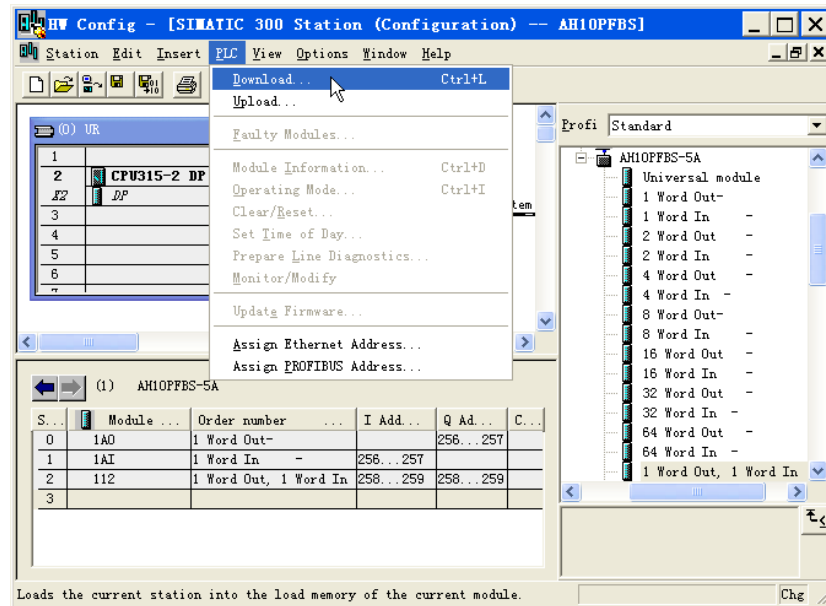 HW Config - [SIMATIC 300 Station (Configuration) -- AH10PFBS]
Station Edit Insert PLC View Options Window Help
Download... Ctrl+L
Upload...
Faulty Modules...
Module Information... Ctrl+D
Operating Mode... Ctrl+I
Clear/Reset...
Set Time of Day...
Prepare Line Diagnostics...
Monitor/Modify
Update Firmware...
Assign Ethernet Address...
Assign PROFIBUS Address...
(0) UR
1
2 CPU315-2 DP
X2 DP
3
4
5
6
7
tem
Profi Standard
AH10PFBS-5A
Universal module
1 Word Out-
1 Word In -
2 Word Out -
2 Word In -
4 Word Out -
4 Word In -
8 Word Out-
8 Word In -
16 Word Out -
16 Word In -
32 Word Out -
32 Word In -
64 Word Out -
64 Word In -
1 Word Out, 1 Word In
(1) AH10PFBS-5A
S... Module ... Order number ... I Add... Q Ad... C...
0 1AO 1 Word Out- 256...257
1 1AI 1 Word In - 256...257
2 112 1 Word Out, 1 Word In 258...259 258...259
3
Loads the current station into the load memory of the current module. Chg